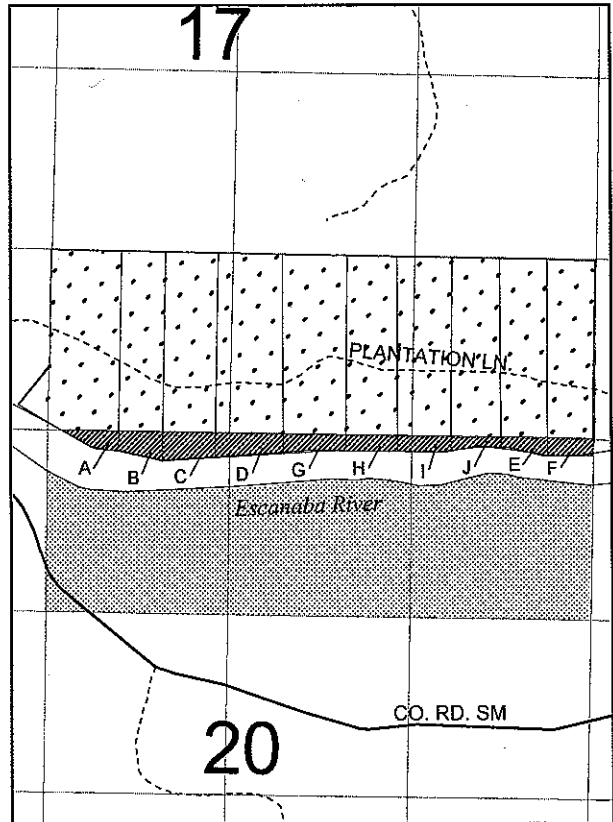 17
PLANTATION LN.
A B C D G H I J E F
Escanaba River
CO. RD. SM
20